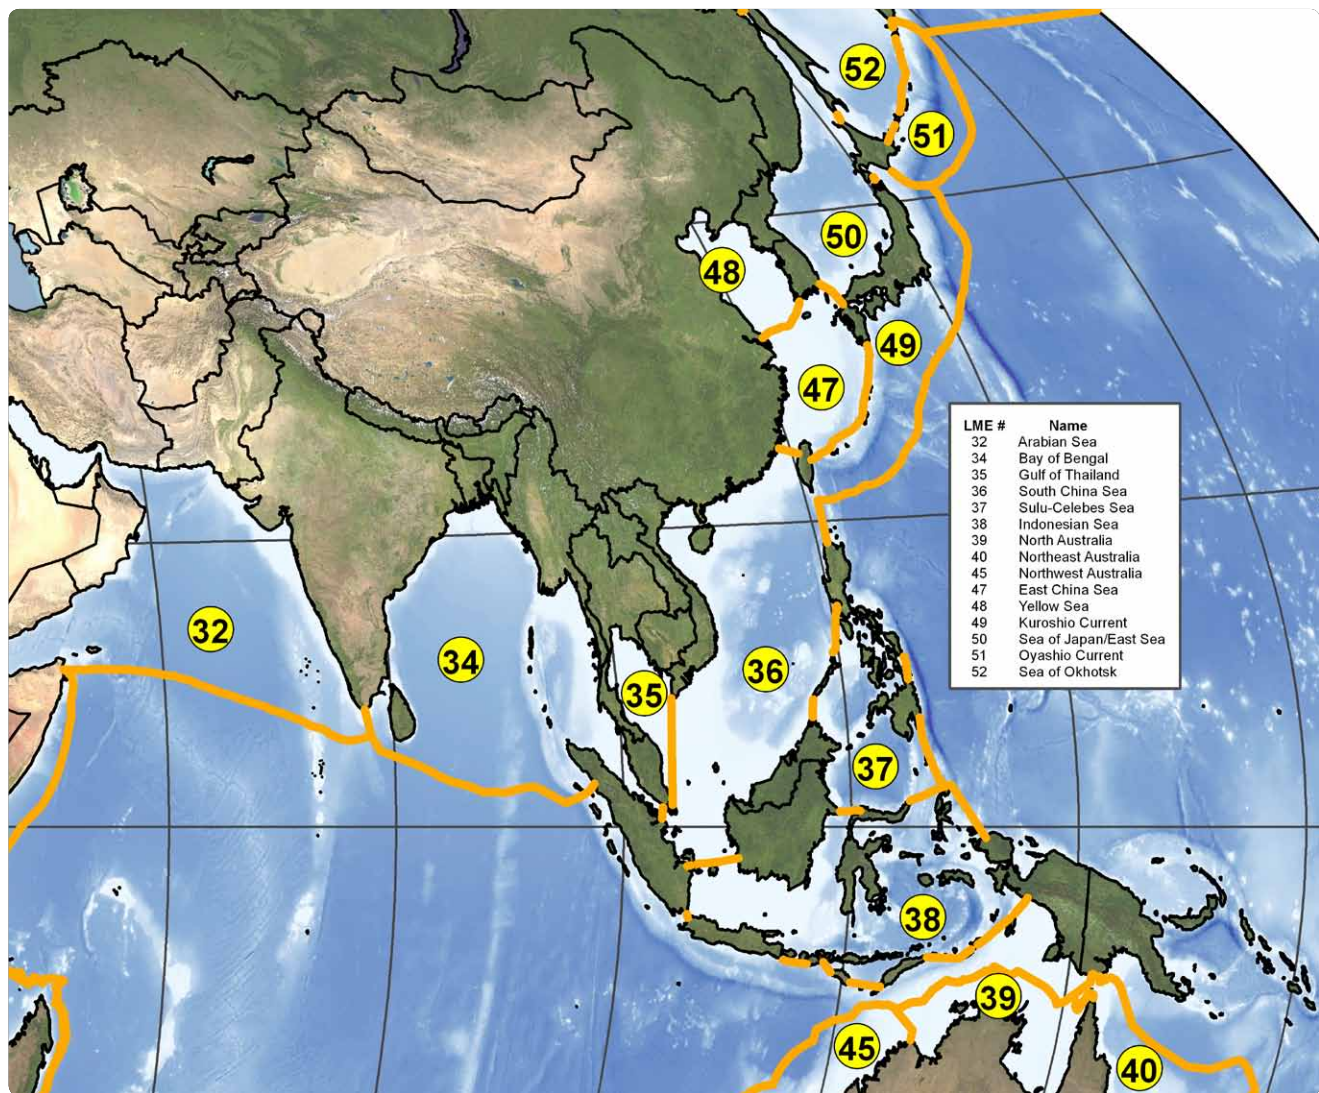 52
51
50
48
49
47
LME # Name
32 Arabian Sea
34 Bay of Bengal
35 Gulf of Thailand
36 South China Sea
37 Sulu-Celebes Sea
38 Indonesian Sea
39 North Australia
40 Northeast Australia
45 Northwest Australia
47 East China Sea
48 Yellow Sea
49 Kuroshio Current
50 Sea of Japan/East Sea
51 Oyashio Current
52 Sea of Okhotsk
32
34
35
36
37
38
39
45
40